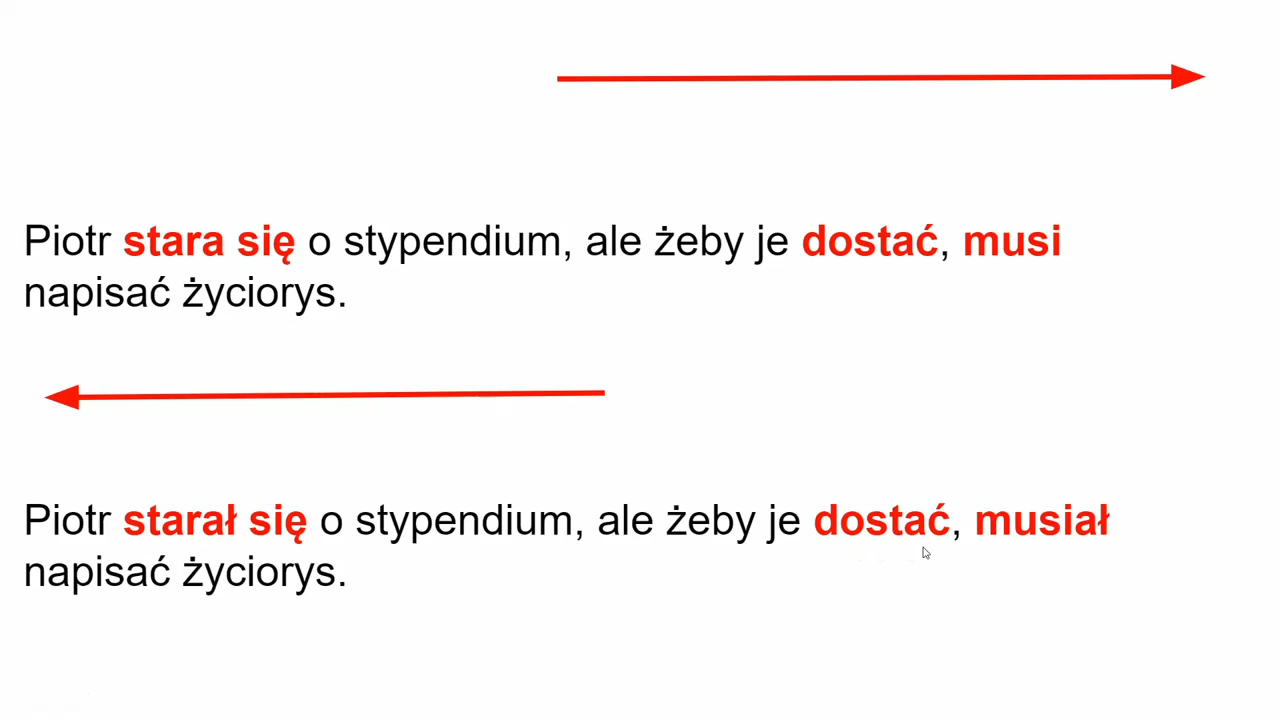 Piotr stara się o stypendium, ale żeby je dostać, musi
napisać życiorys.
Piotr starał się o stypendium, ale żeby je dostać, musiał
napisać życiorys.